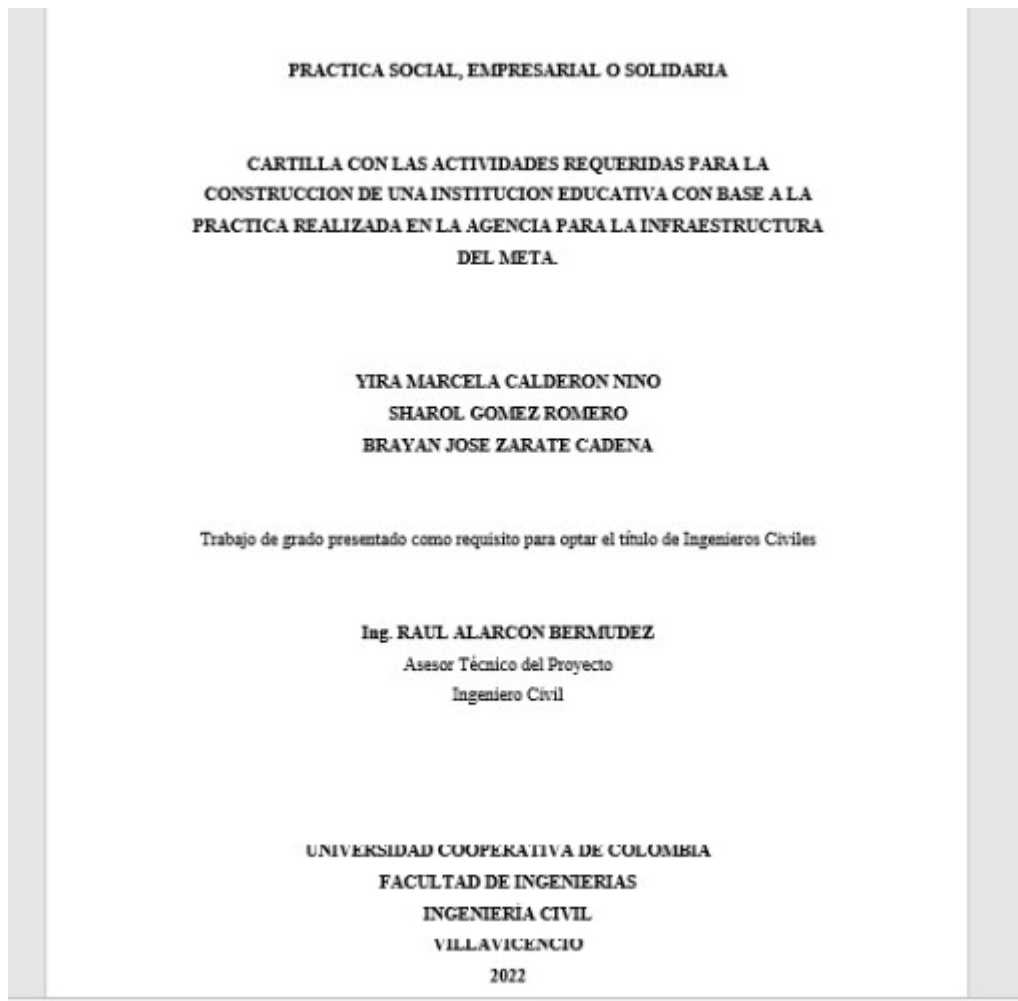 PRACTICA SOCIAL, EMPRESARIAL O SOLIDARIA
CARTILLA CON LAS ACTIVIDADES REQUERIDAS PARA LA
CONSTRUCCION DE UNA INSTITUCION EDUCATIVA CON BASE A LA
PRACTICA REALIZADA EN LA AGENCIA PARA LA INFRAESTRUCTURA
DEL META.
YIRA MARCELA CALDERON NINO
SHAROL GOMEZ ROMERO
BRAYAN JOSE ZARATE CADENA
Trabajo de grado presentado como requisito para optar el título de Ingenieros Civiles
Ing. RAUL ALARCON BERMUDEZ
Asesor Técnico del Proyecto
Ingeniero Civil
UNIVERSIDAD COOPERATIVA DE COLOMBIA
FACULTAD DE INGENIERIAS
INGENIERÍA CIVIL
VILLAVICENCIO
2022